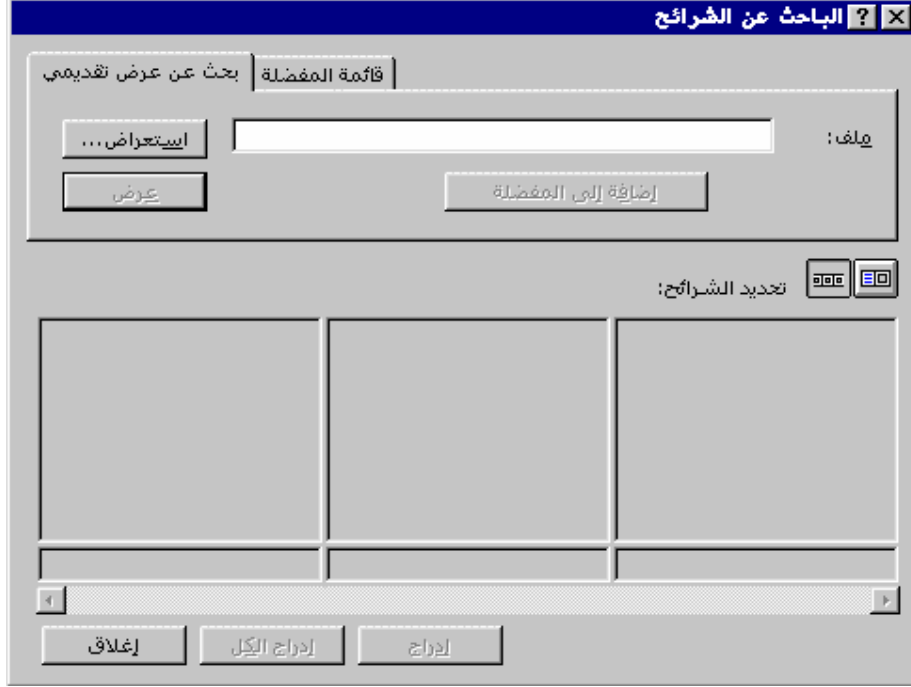 الباحث عن الشرائح
قائمة المفضلة بحث عن عرض تقديمي
ملف: استعراض...
إضافة إلى المفضلة عرض
تحديد الشرائح:
إدراج إدراج الكل إغلاق